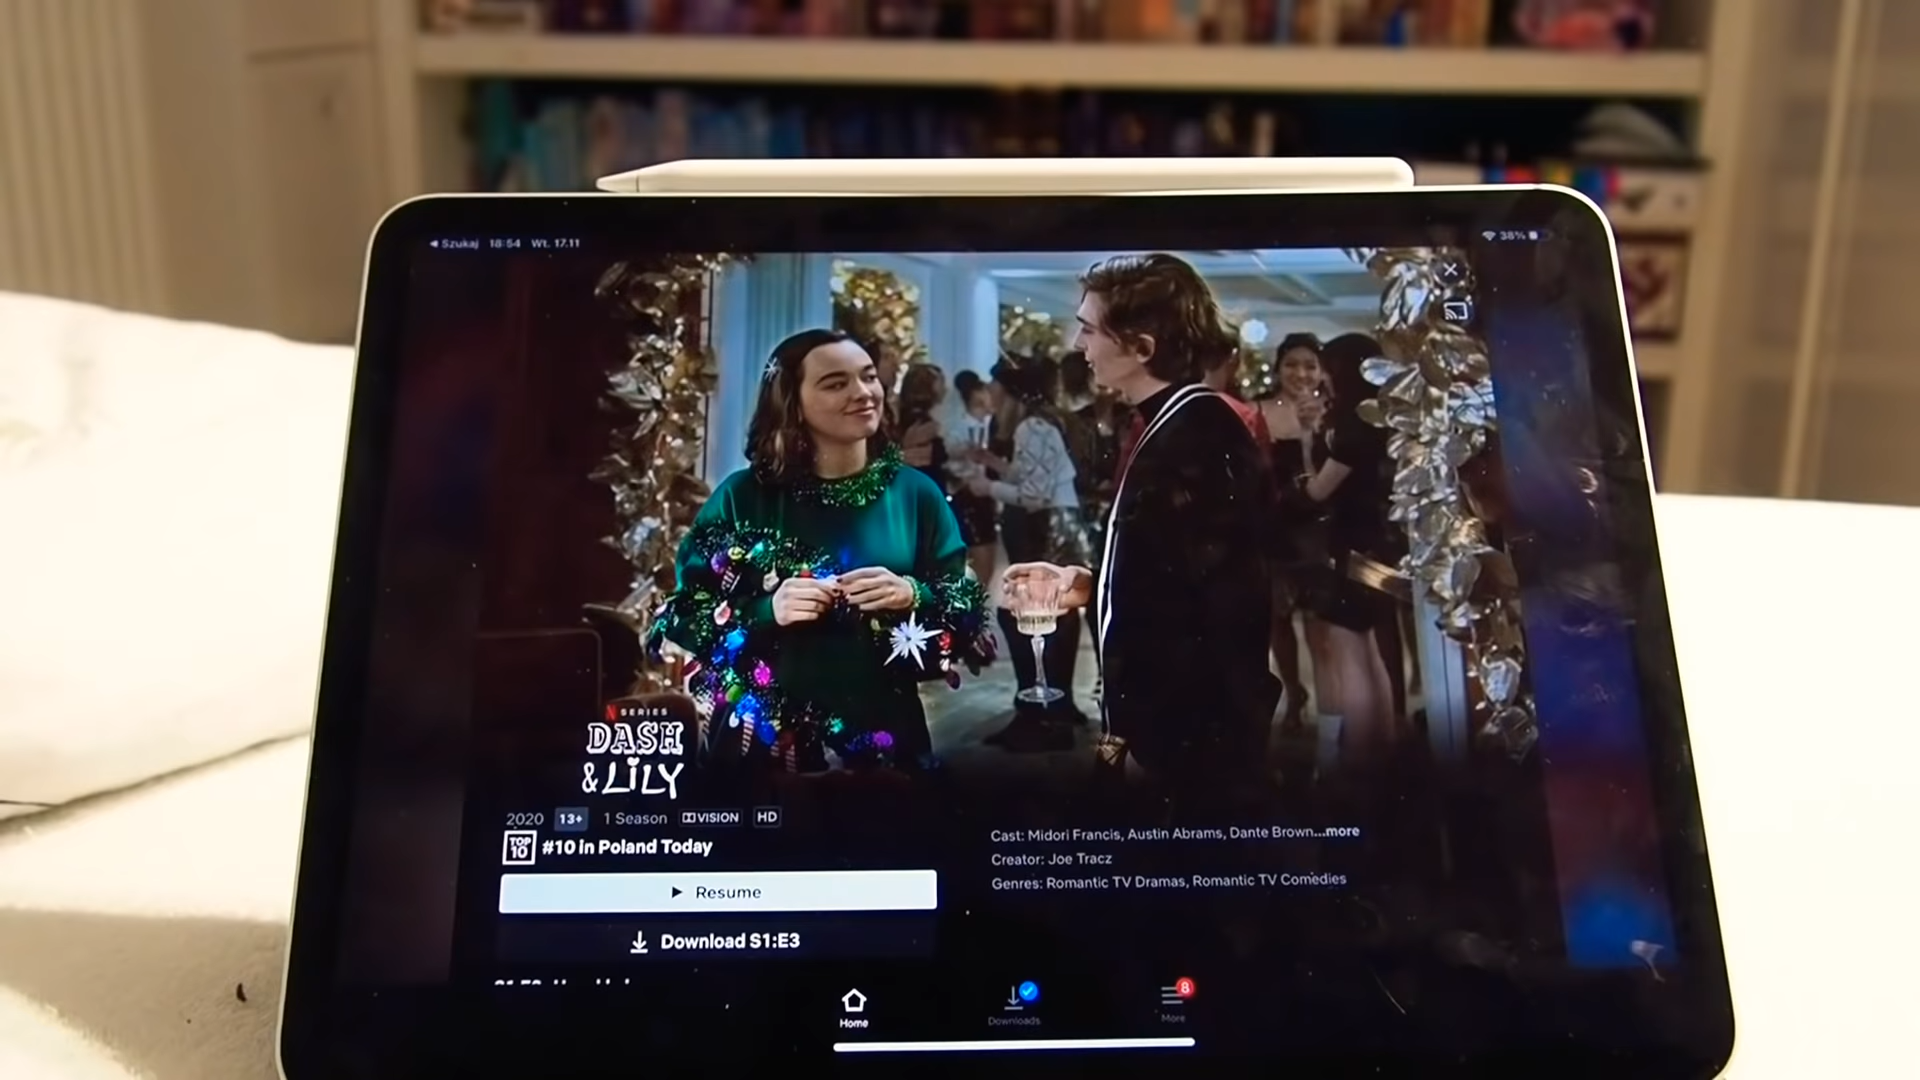 ◀ Szukaj 18:54 Wt. 17.11
38%
N SERIES
DASH
& LiLY
2020 13+ 1 Season VISION HD
TOP 10 #10 in Poland Today
Resume
Download S1:E3
Cast: Midori Francis, Austin Abrams, Dante Brown...more
Creator: Joe Tracz
Genres: Romantic TV Dramas, Romantic TV Comedies
8
Home Downloads More